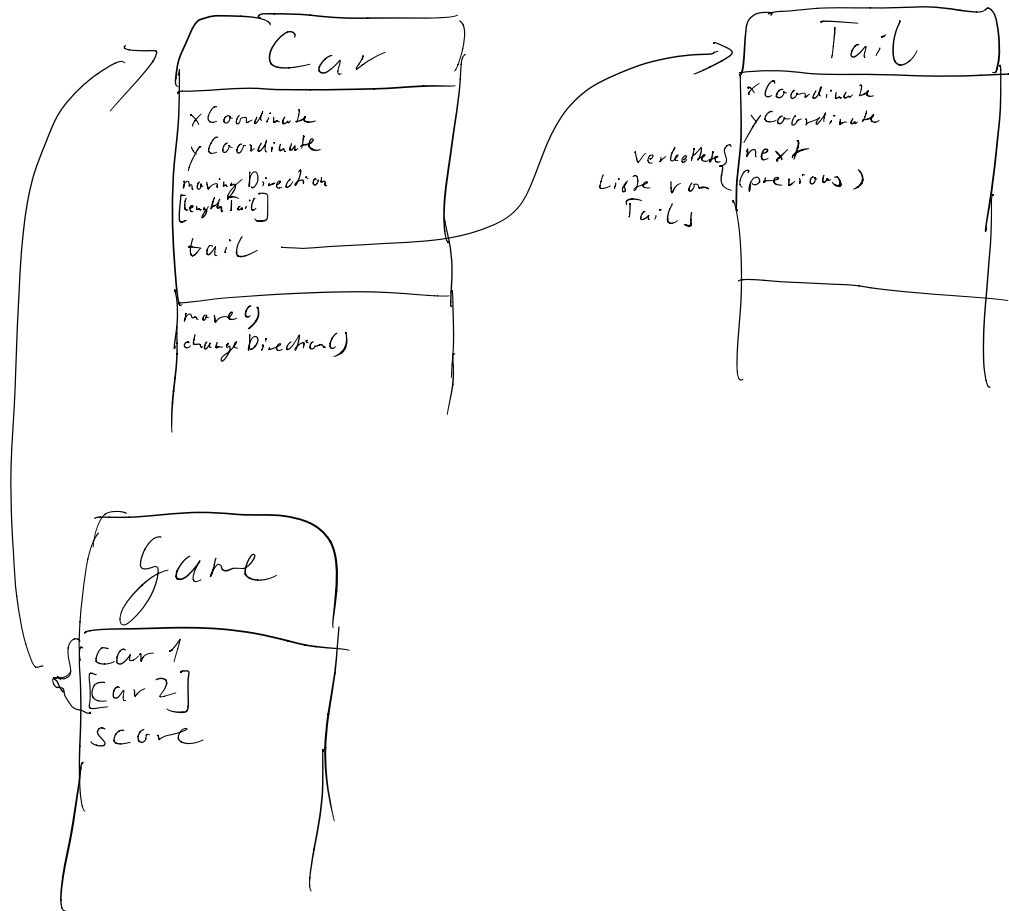 Car
xCoordinate
yCoordinate
movingDirection
[lengthTail]
tail
move()
changeDirection()
Tail
xCoordinate
yCoordinate
next
(previous)
verkettete
Liste von
Tails
Game
car 1
[car 2]
score